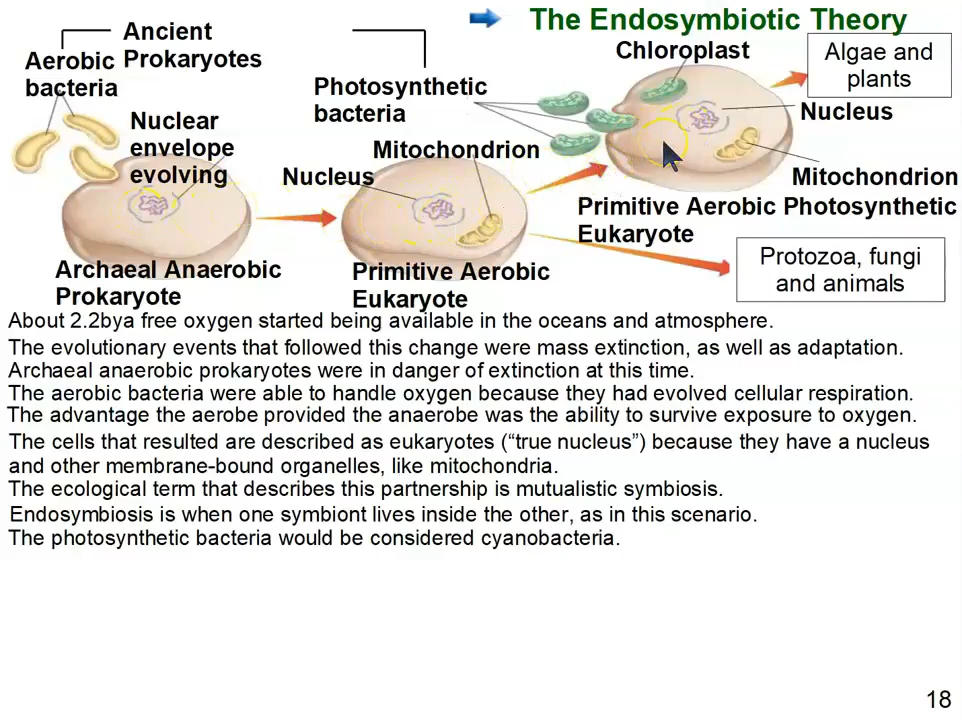 The Endosymbiotic Theory
Ancient
Prokaryotes
Aerobic
bacteria
Photosynthetic
bacteria
Chloroplast
Algae and
plants
Nucleus
Nuclear
envelope
evolving
Mitochondrion
Nucleus
Mitochondrion
Primitive Aerobic Photosynthetic
Eukaryote
Protozoa, fungi
and animals
Archaeal Anaerobic
Prokaryote
Primitive Aerobic
Eukaryote
About 2.2bya free oxygen started being available in the oceans and atmosphere.
The evolutionary events that followed this change were mass extinction, as well as adaptation.
Archaeal anaerobic prokaryotes were in danger of extinction at this time.
The aerobic bacteria were able to handle oxygen because they had evolved cellular respiration.
The advantage the aerobe provided the anaerobe was the ability to survive exposure to oxygen.
The cells that resulted are described as eukaryotes (“true nucleus”) because they have a nucleus
and other membrane-bound organelles, like mitochondria.
The ecological term that describes this partnership is mutualistic symbiosis.
Endosymbiosis is when one symbiont lives inside the other, as in this scenario.
The photosynthetic bacteria would be considered cyanobacteria.
18